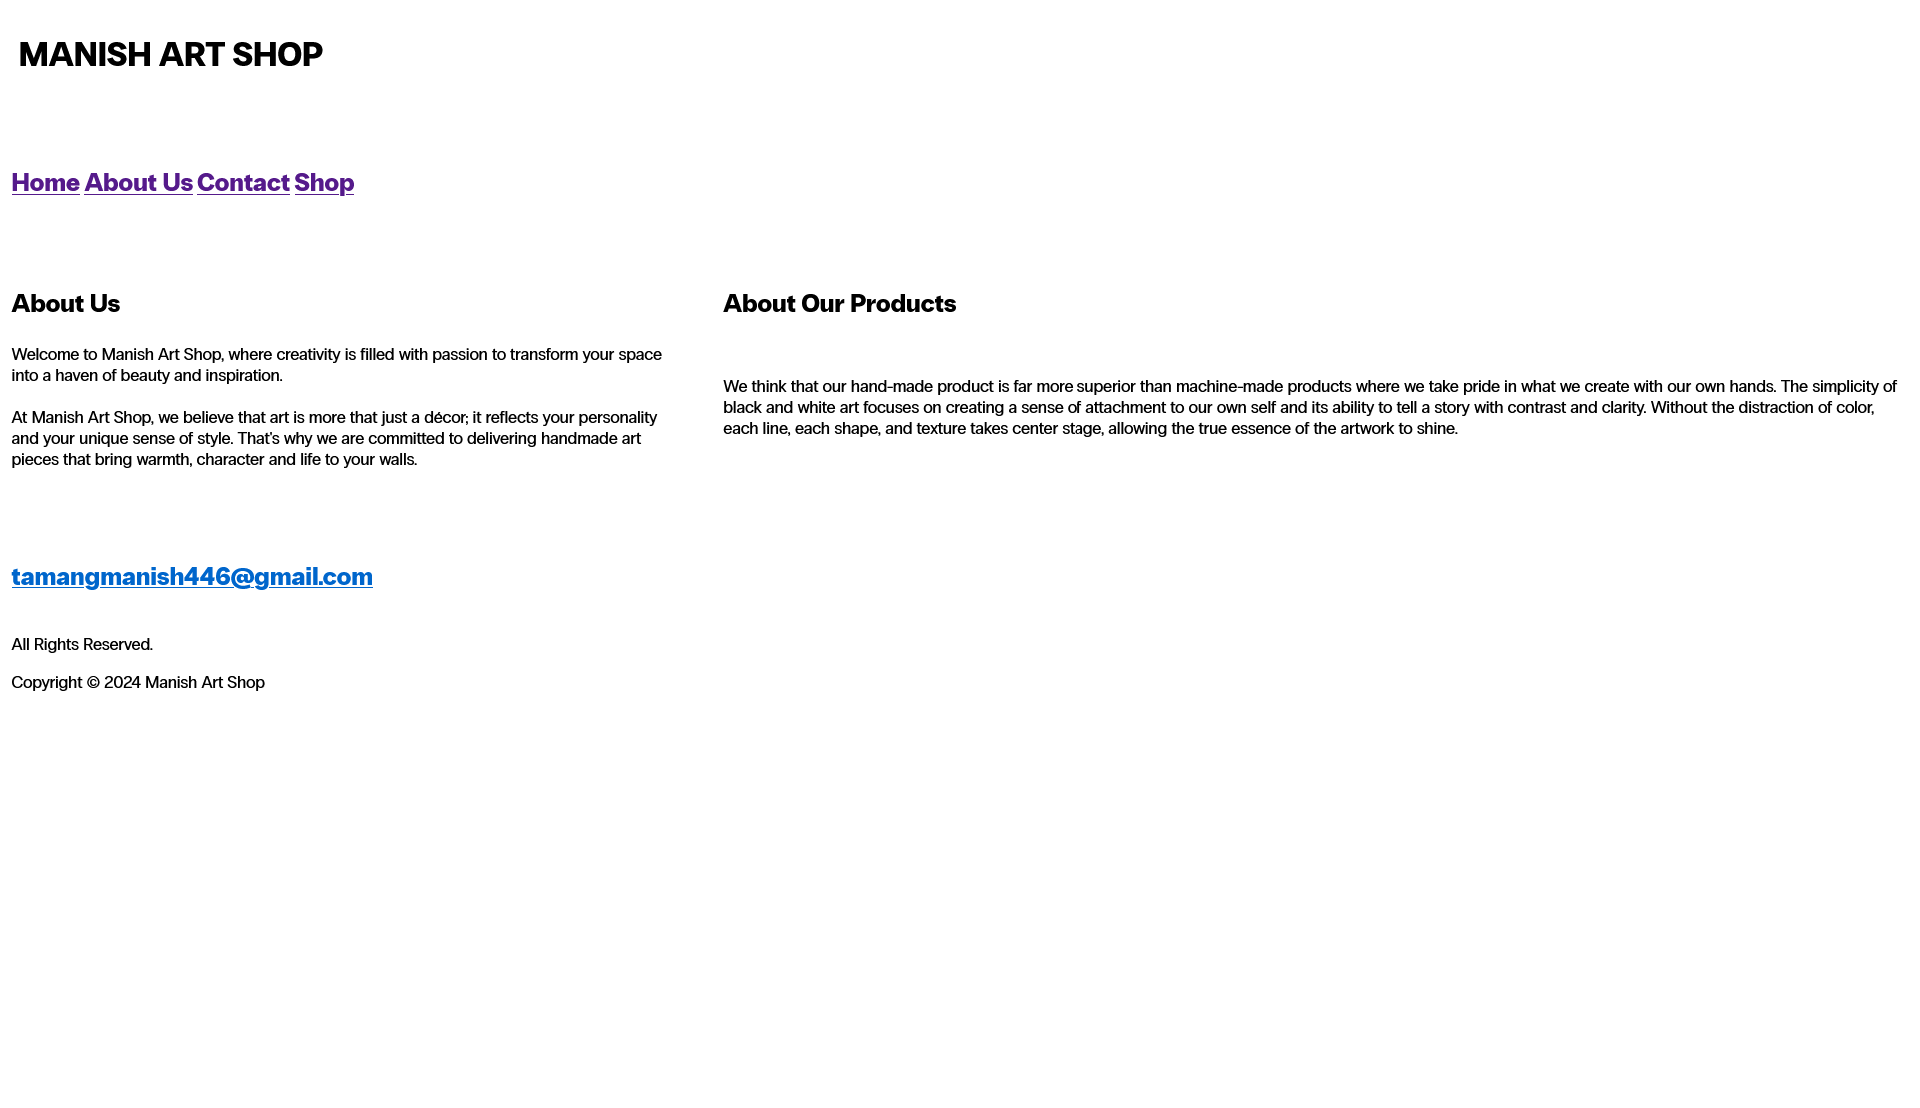 MANISH ART SHOP
Home About Us Contact Shop
About Us
Welcome to Manish Art Shop, where creativity is filled with passion to transform your space
into a haven of beauty and inspiration.
At Manish Art Shop, we believe that art is more that just a décor; it reflects your personality
and your unique sense of style. That's why we are committed to delivering handmade art
pieces that bring warmth, character and life to your walls.
About Our Products
We think that our hand-made product is far more superior than machine-made products where we take pride in what we create with our own hands. The simplicity of
black and white art focuses on creating a sense of attachment to our own self and its ability to tell a story with contrast and clarity. Without the distraction of color,
each line, each shape, and texture takes center stage, allowing the true essence of the artwork to shine.
tamangmanish446@gmail.com
All Rights Reserved.
Copyright © 2024 Manish Art Shop